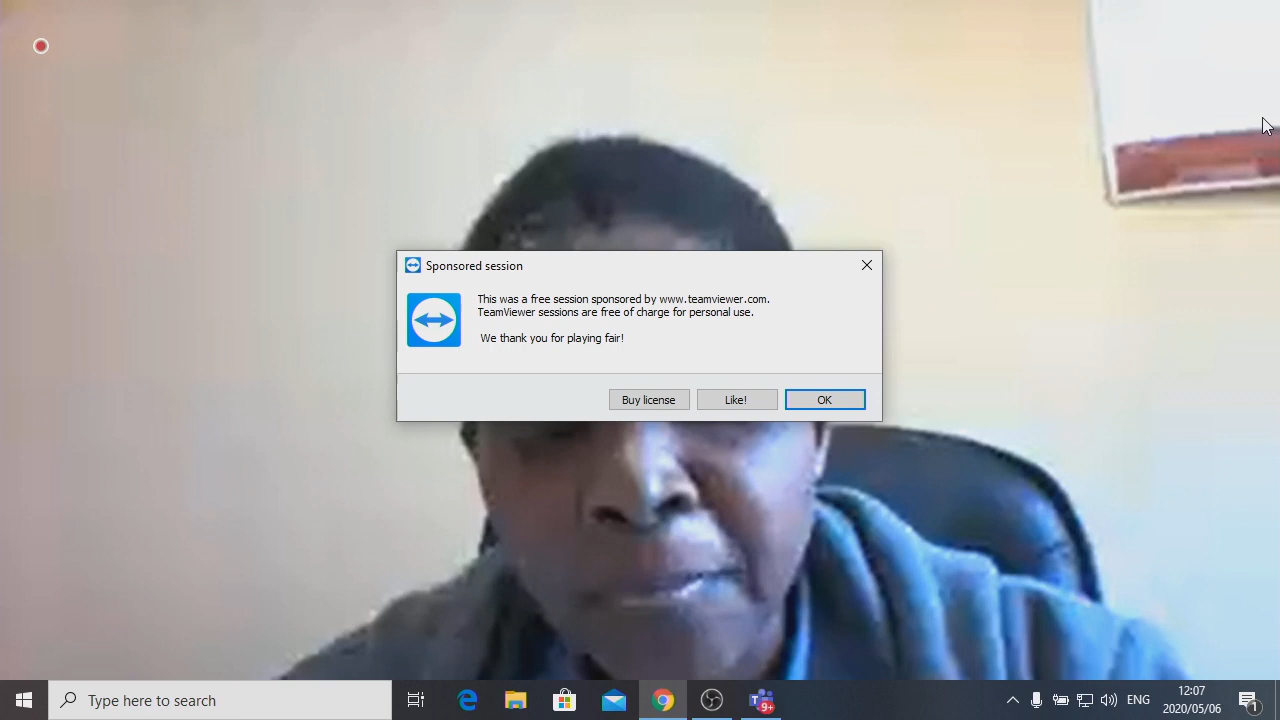 Sponsored session
This was a free session sponsored by www.teamviewer.com.
TeamViewer sessions are free of charge for personal use.
We thank you for playing fair!
Buy license
Like!
OK
Type here to search
9+
ENG
12:07
2020/05/06
1